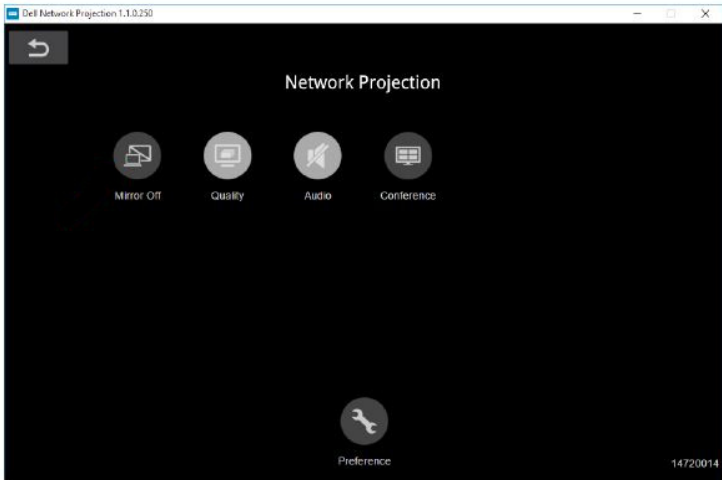 Dell Network Projection 1.1.0.250
Network Projection
Mirror Off
Quality
Audio
Conference
Preference
14720014